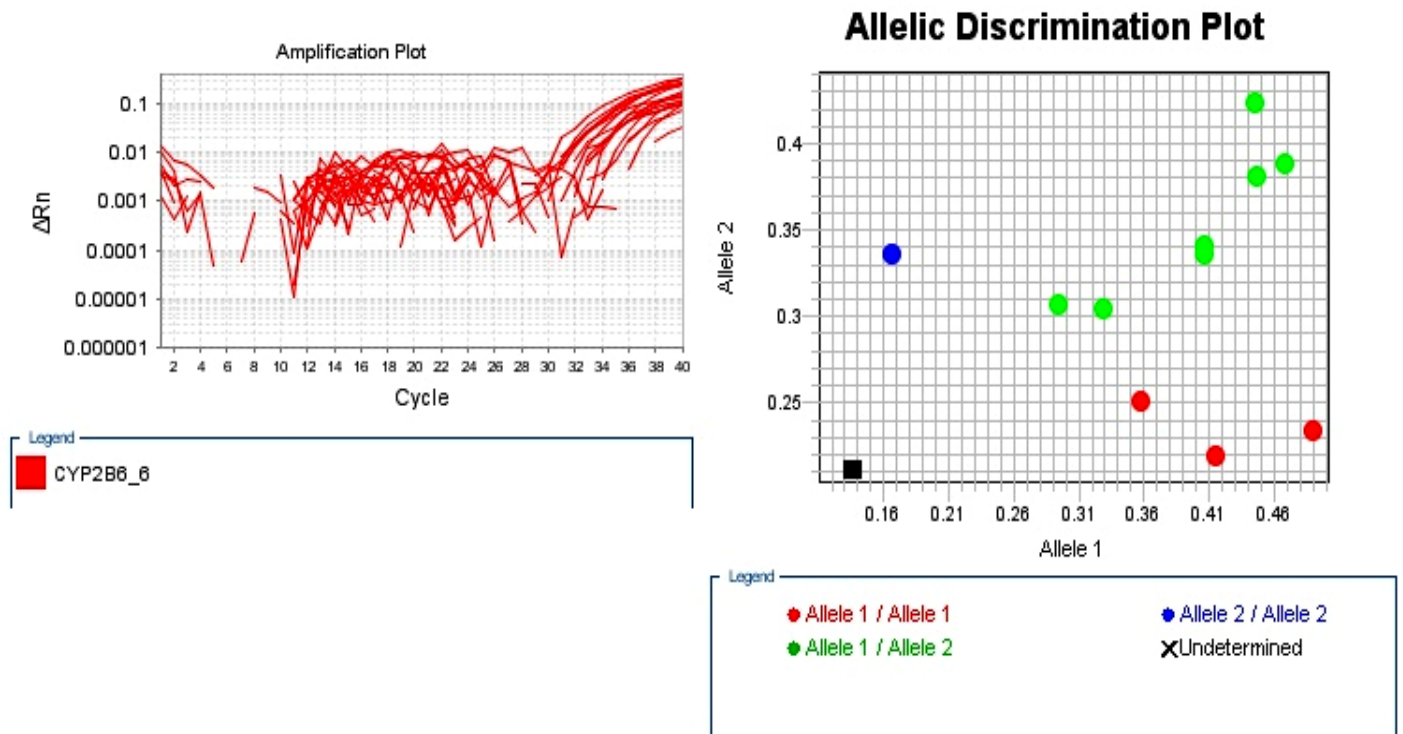 Amplification Plot
0.1
0.01
0.001
0.0001
0.00001
0.000001
ΔRn
2 4 6 8 10 12 14 16 18 20 22 24 26 28 30 32 34 36 38 40
Cycle
Legend
CYP2B6_6
Allelic Discrimination Plot
0.4
0.35
0.3
0.25
Allele 2
0.16 0.21 0.26 0.31 0.36 0.41 0.46
Allele 1
Legend
Allele 1 / Allele 1
Allele 2 / Allele 2
Allele 1 / Allele 2
Undetermined